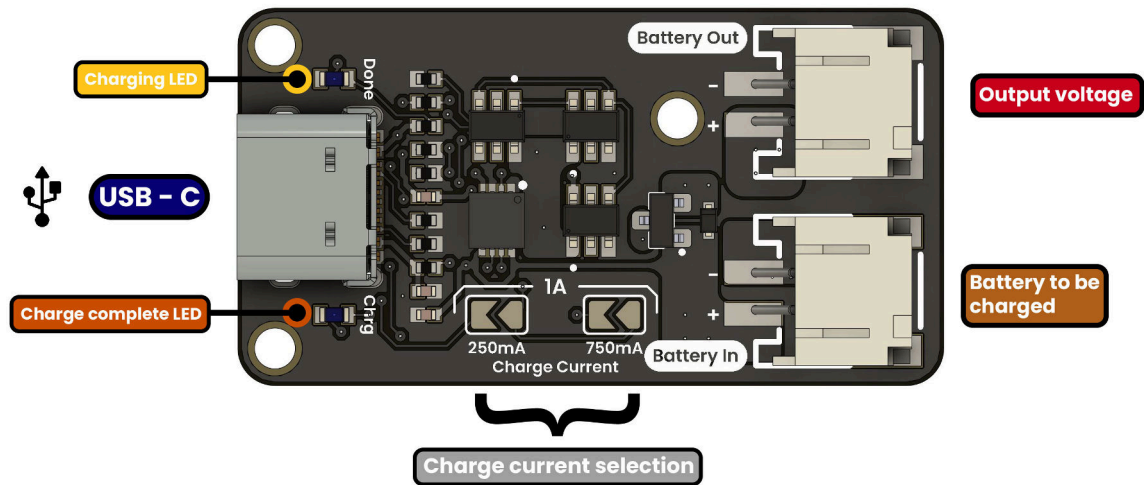 Battery Out
Charging LED
Done
-
+
Output voltage
USB - C
1A
-
+
Battery to be
charged
Charge complete LED
Chrg
250mA
750mA
Charge Current
Battery In
Charge current selection